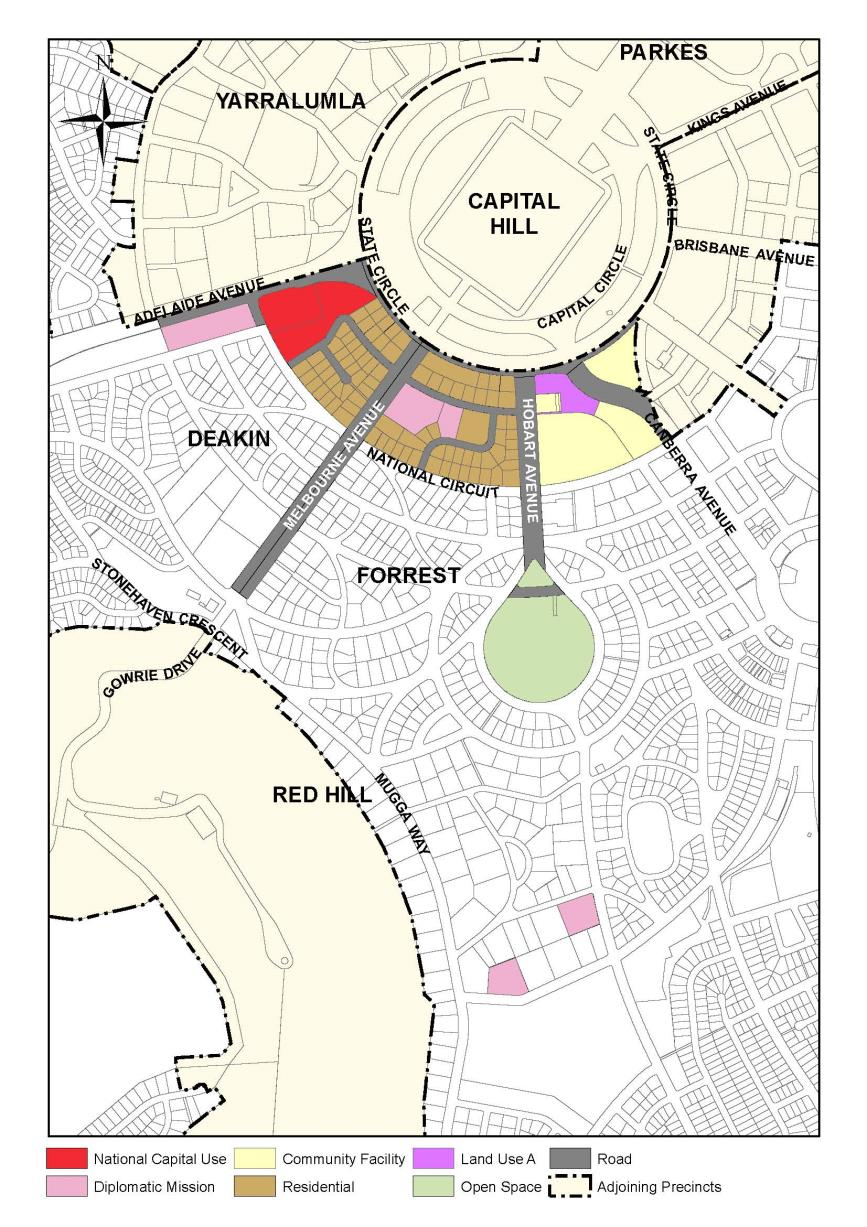 PARKES
N
YARRALUMLA
KINGS AVENUE
STATE CIRCLE
CAPITAL
HILL
STATE CIRCLE
BRISBANE AVENUE
CAPITAL CIRCLE
ADELAIDE AVENUE
HOBART AVENUE
MELBOURNE AVENUE
DEAKIN
CANBERRA AVENUE
NATIONAL CIRCUIT
STONEHAVEN CRESCENT
FORREST
GOWRIE DRIVE
RED HILL
MUGGA WAY
National Capital Use
Community Facility
Land Use A
Road
Diplomatic Mission
Residential
Open Space
Adjoining Precincts